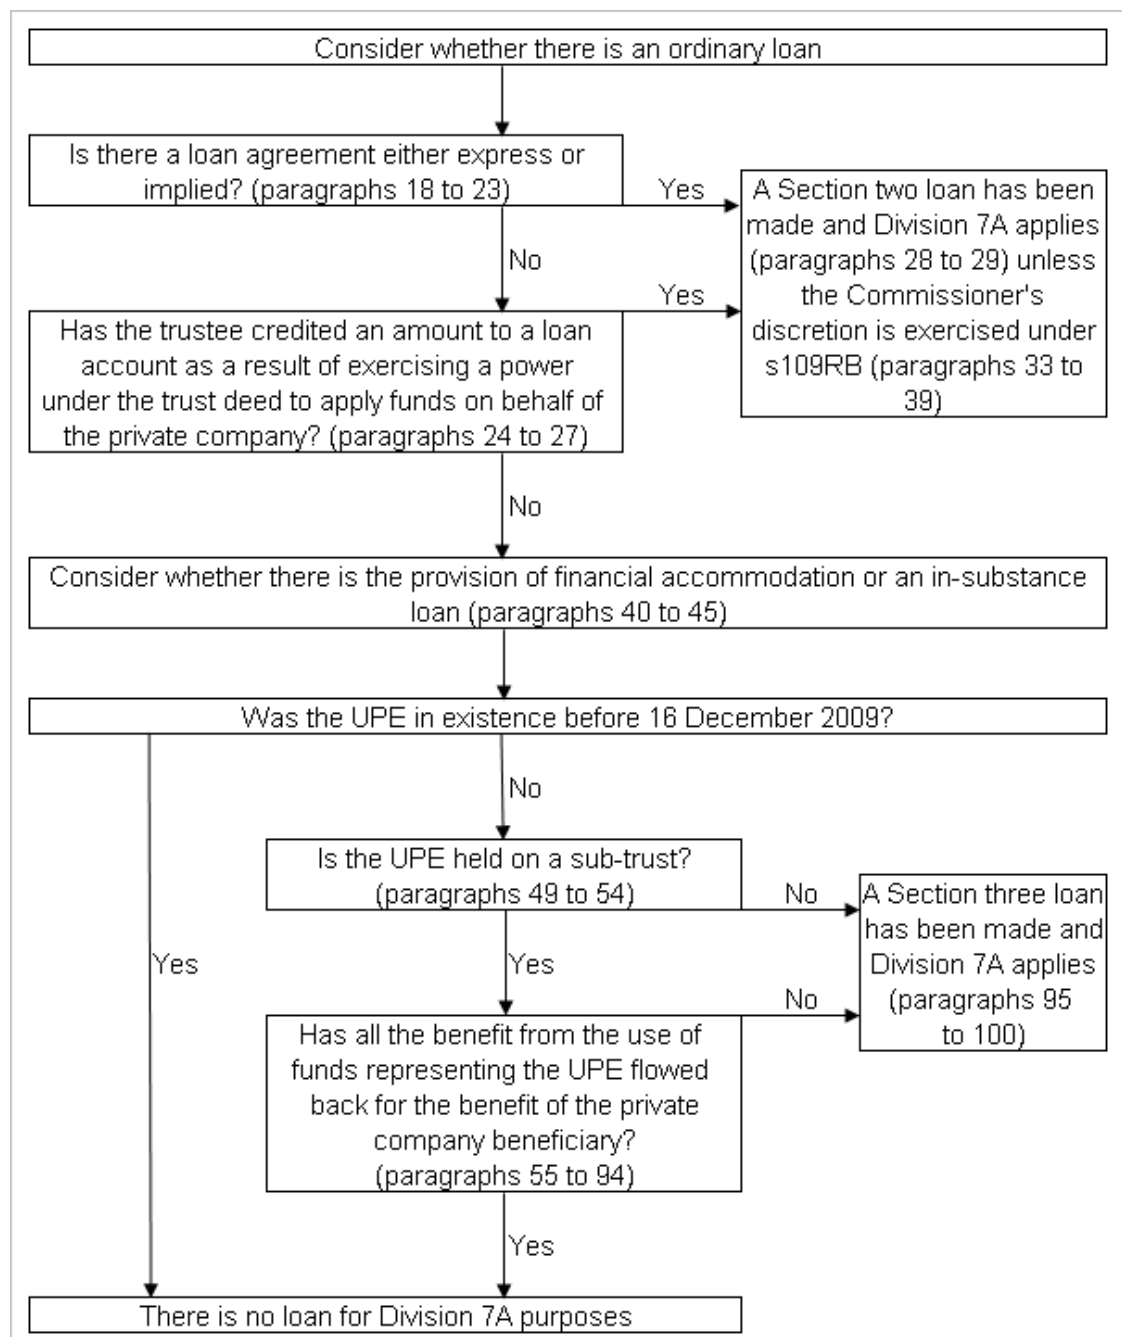 Consider whether there is an ordinary loan
Is there a loan agreement either express or
implied? (paragraphs 18 to 23)
Yes
A Section two loan has been
made and Division 7A applies
(paragraphs 28 to 29) unless
the Commissioner's
discretion is exercised under
s109RB (paragraphs 33 to
39)
No
Yes
Has the trustee credited an amount to a loan
account as a result of exercising a power
under the trust deed to apply funds on behalf of
the private company? (paragraphs 24 to 27)
No
Consider whether there is the provision of financial accommodation or an in-substance
loan (paragraphs 40 to 45)
Was the UPE in existence before 16 December 2009?
No
Is the UPE held on a sub-trust?
(paragraphs 49 to 54)
No
A Section three loan
has been made and
Division 7A applies
(paragraphs 95
to 100)
Yes
Yes
No
Has all the benefit from the use of
funds representing the UPE flowed
back for the benefit of the private
company beneficiary?
(paragraphs 55 to 94)
Yes
There is no loan for Division 7A purposes